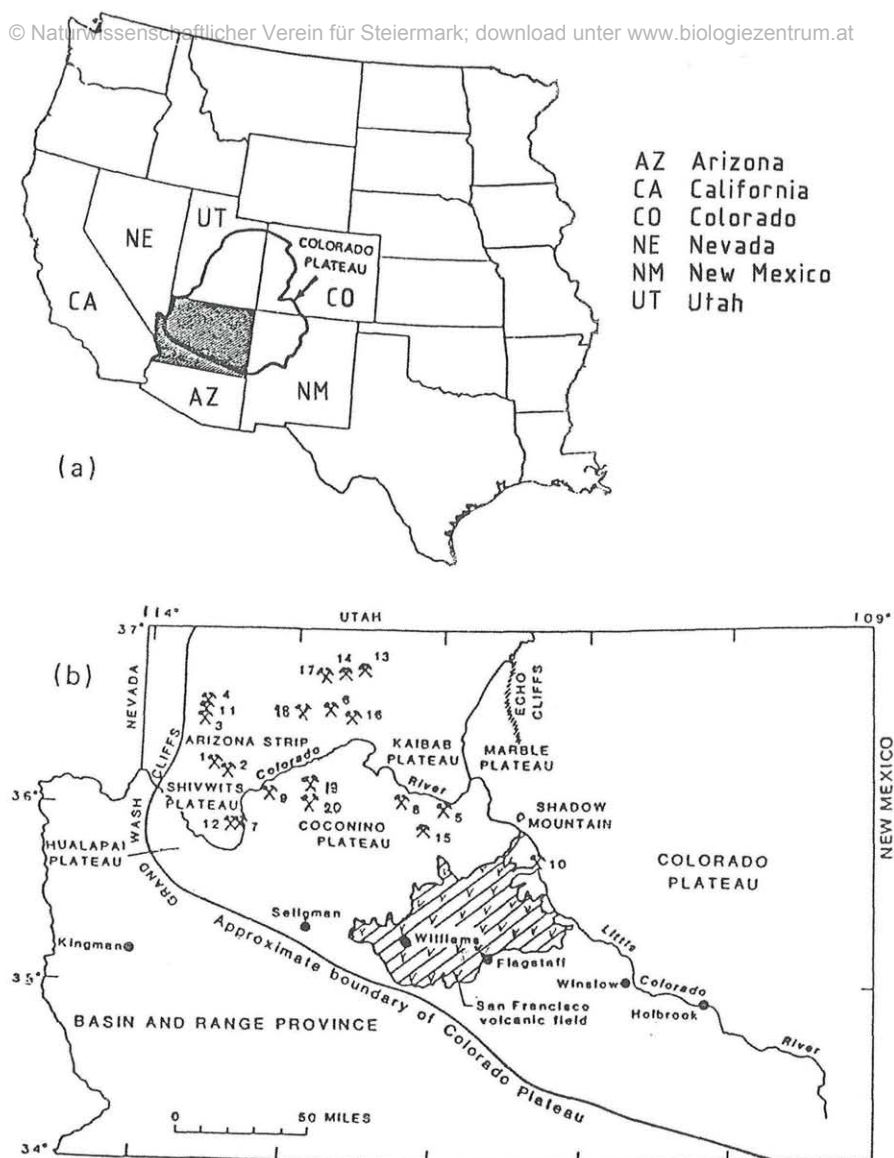 © Naturwissenschaftlicher Verein für Steiermark; download unter www.biologiezentrum.at
AZ Arizona
CA California
CO Colorado
NE Nevada
NM New Mexico
UT Utah
UT
NE
COLORADO
PLATEAU
CO
CA
AZ
NM
(a)
114°
UTAH
109°
37°
(b)
NEVADA
17
14
13
4
11
3
18
6
16
ECHO
CLIFFS
ARIZONA STRIP
KAIBAB
PLATEAU
MARBLE PLATEAU
1
2
Colorado
River
GRAND
WASH
CLIFFS
SHIVWITS
PLATEAU
9
19
20
8
5
36°
SHADOW
MOUNTAIN
NEW MEXICO
12
7
COCONINO
PLATEAU
15
HUALAPAI
PLATEAU
10
COLORADO
PLATEAU
Seligman
Williams
Kingman
Flagstaff
Little
Colorado
River
Winslow
Holbrook
35°
Approximate boundary of Colorado Plateau
San Francisco
volcanic field
BASIN AND RANGE PROVINCE
0
50 MILES
34°